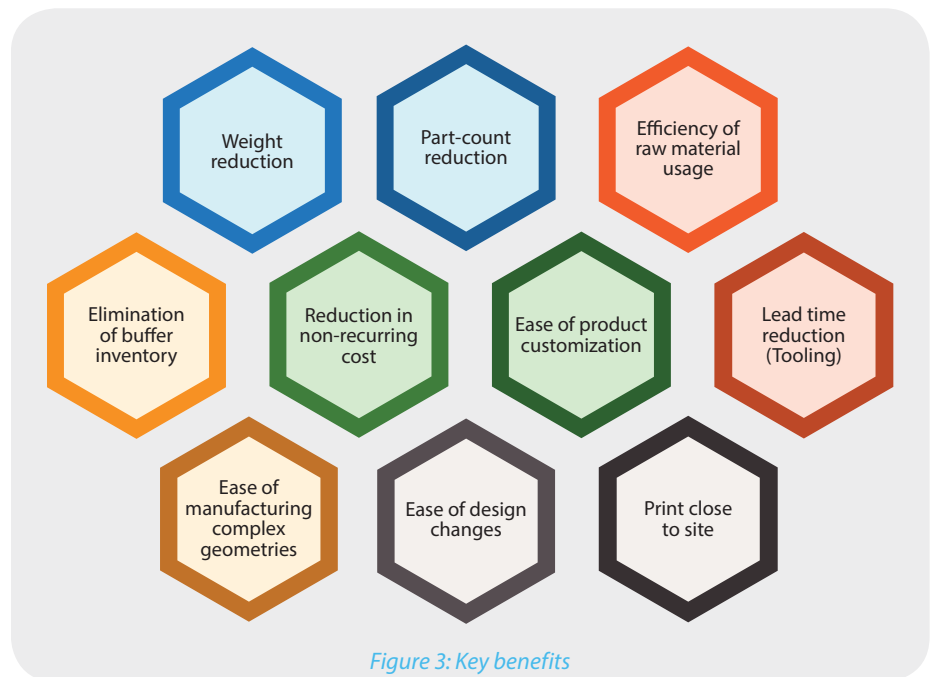 Weight
reduction
Part-count
reduction
Efficiency of
raw material
usage
Elimination
of buffer
inventory
Reduction in
non-recurring
cost
Ease of product
customization
Lead time
reduction
(Tooling)
Ease of
manufacturing
complex
geometries
Ease of design
changes
Print close
to site
Figure 3: Key benefits